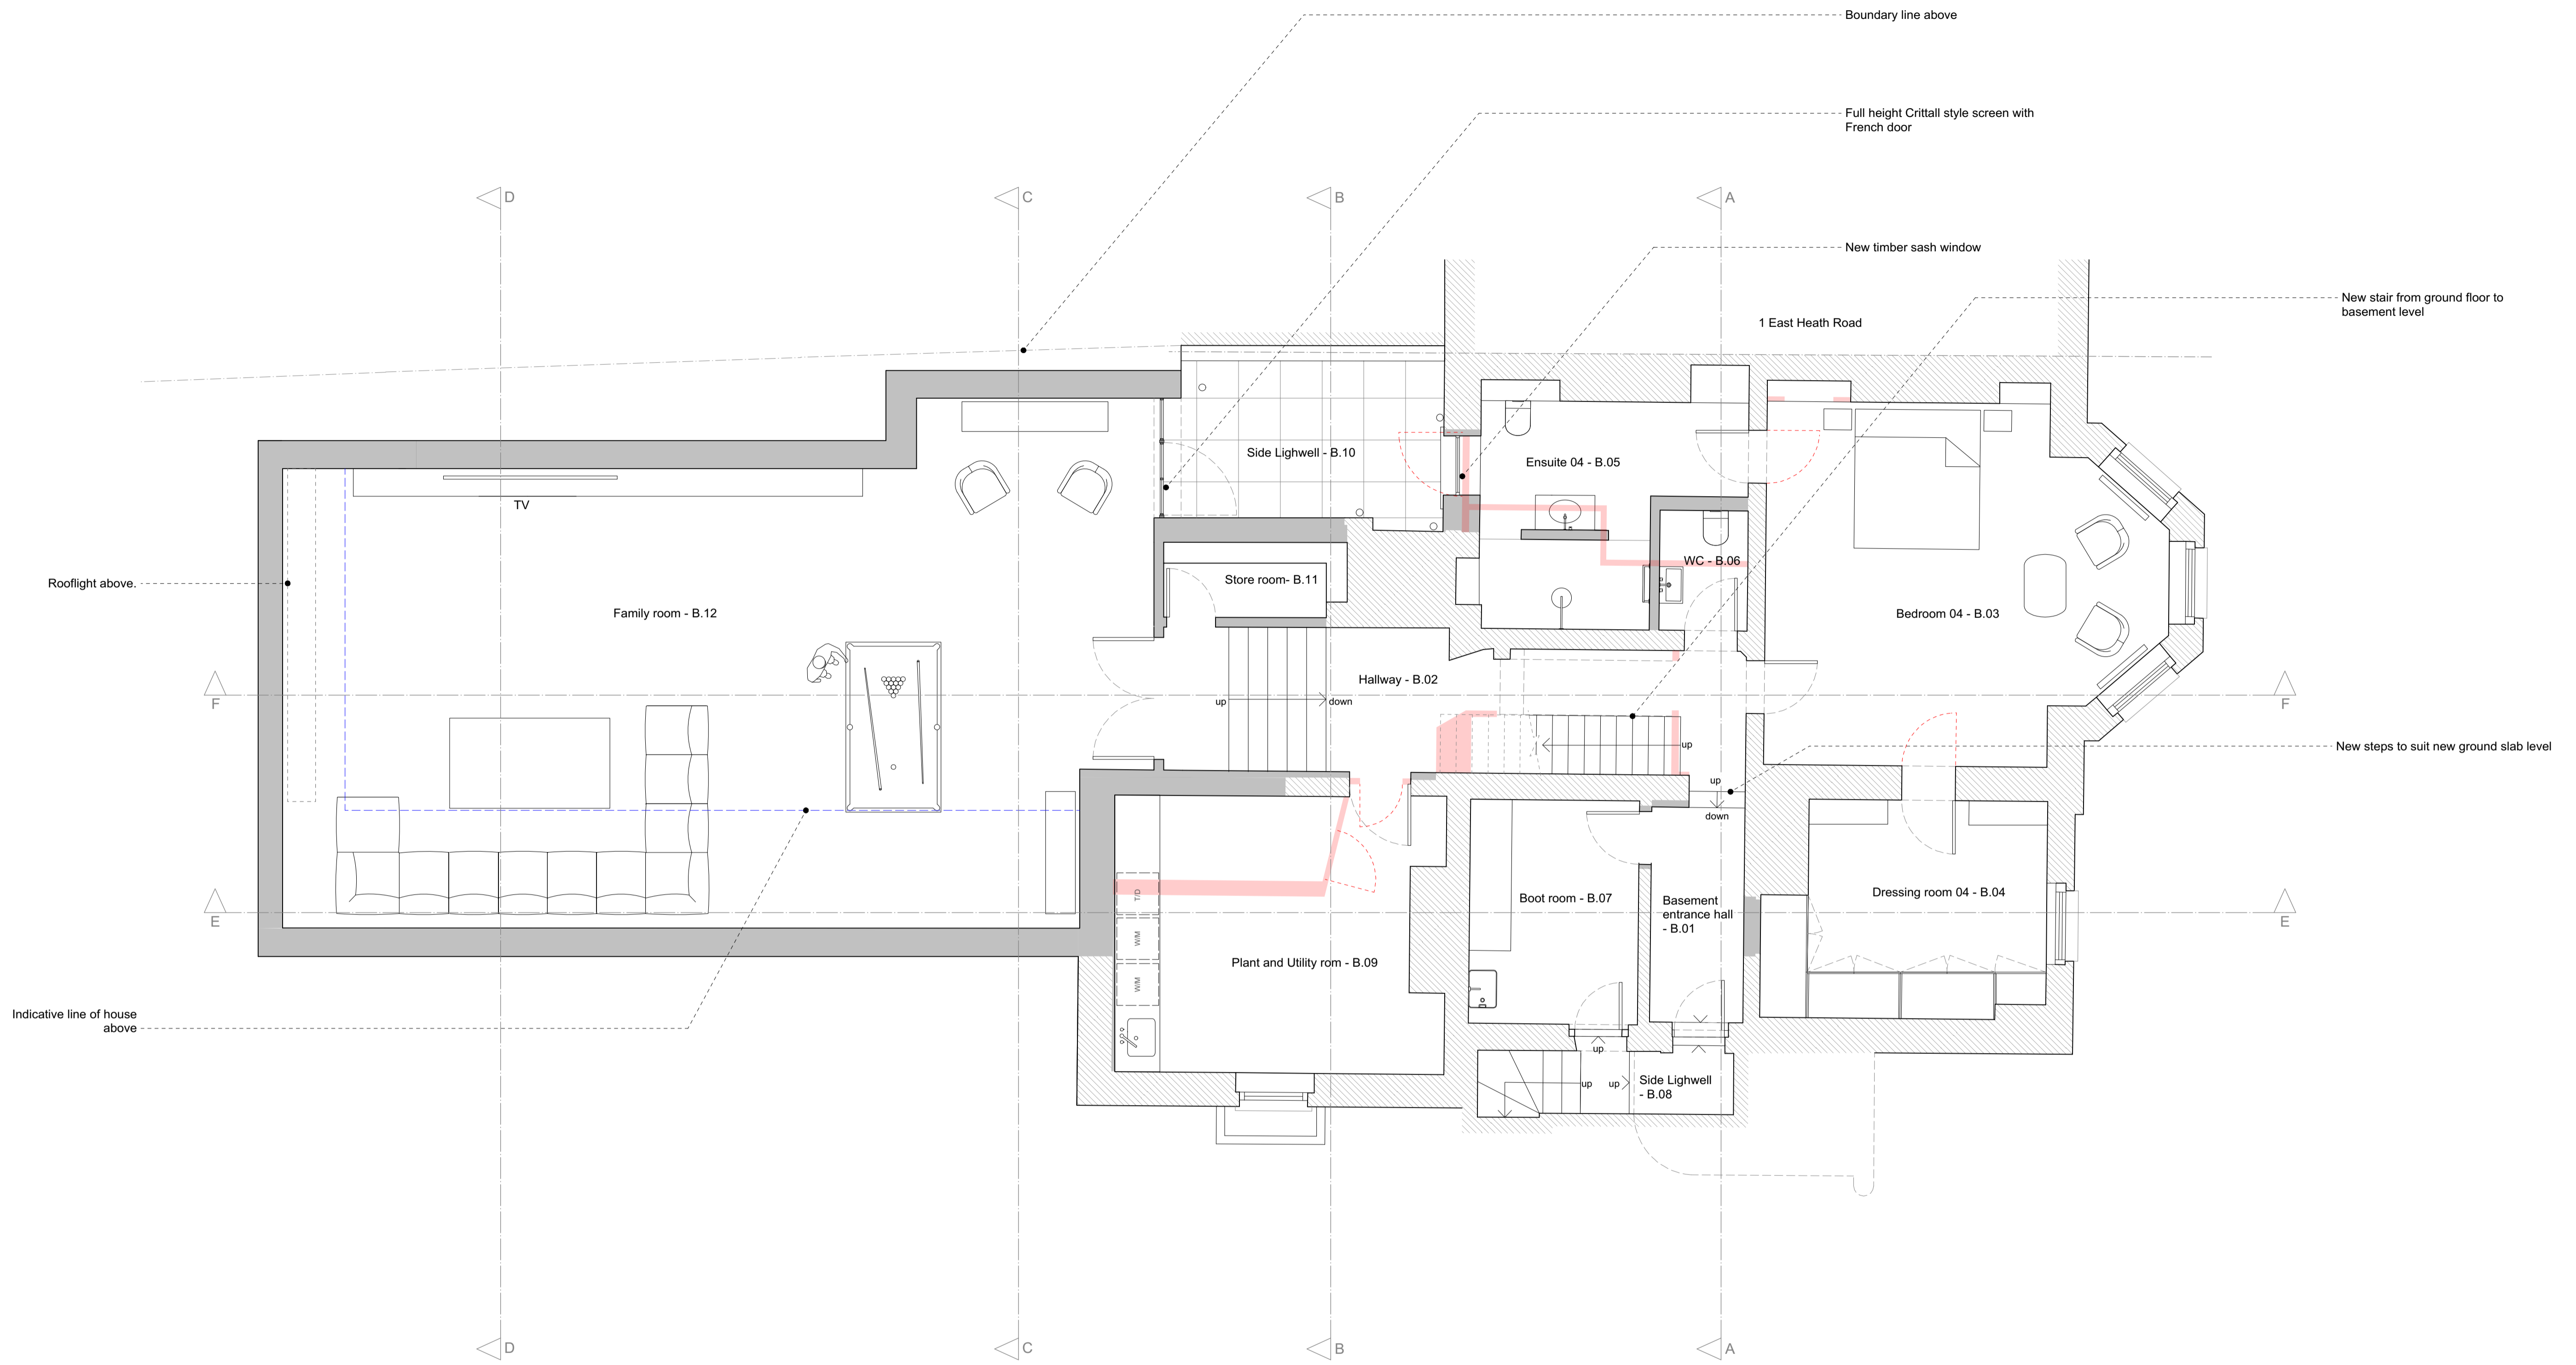 Boundary line above
Full height Crittall style screen with
French door
D
C
B
A
New timber sash window
New stair from ground floor to
basement level
1 East Heath Road
Side Lighwell - B.10
Ensuite 04 - B.05
TV
WC - B.06
Rooflight above.
Store room- B.11
Family room - B.12
Bedroom 04 - B.03
Hallway - B.02
F
F
up
down
up
New steps to suit new ground slab level
up
down
T/D
W/M
W/M
Boot room - B.07
Basement
entrance hall
- B.01
Dressing room 04 - B.04
E
E
Plant and Utility rom - B.09
Indicative line of house
above
up
up
up
Side Lighwell
- B.08
D
C
B
A